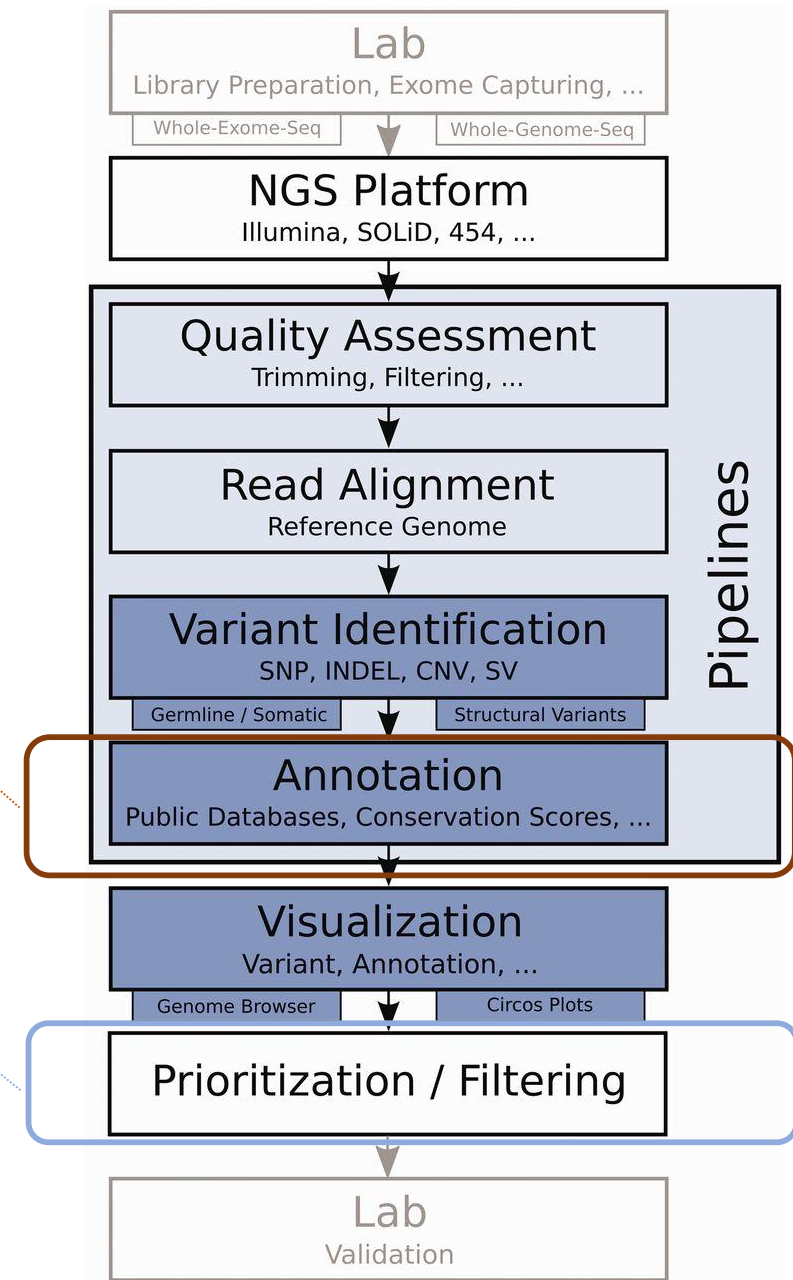 Lab
Library Preparation, Exome Capturing, ...
Whole-Exome-Seq
Whole-Genome-Seq
NGS Platform
Illumina, SOLiD, 454, ...
Quality Assessment
Trimming, Filtering, ...
Read Alignment
Reference Genome
Pipelines
Variant Identification
SNP, INDEL, CNV, SV
Germline / Somatic
Structural Variants
Annotation
Public Databases, Conservation Scores, ...
Visualization
Variant, Annotation, ...
Genome Browser
Circos Plots
Prioritization / Filtering
Lab
Validation